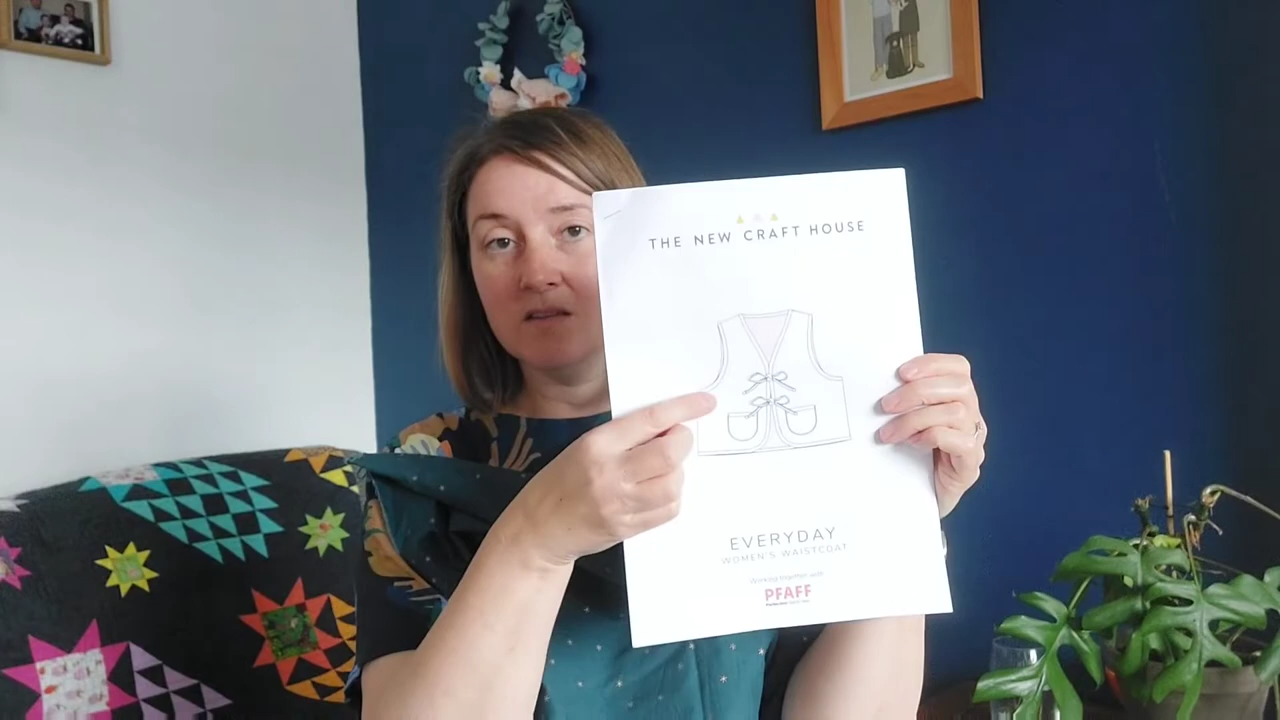 THE NEW CRAFT HOUSE
EVERYDAY
WOMEN'S WAISTCOAT
Working together with
PFAFF